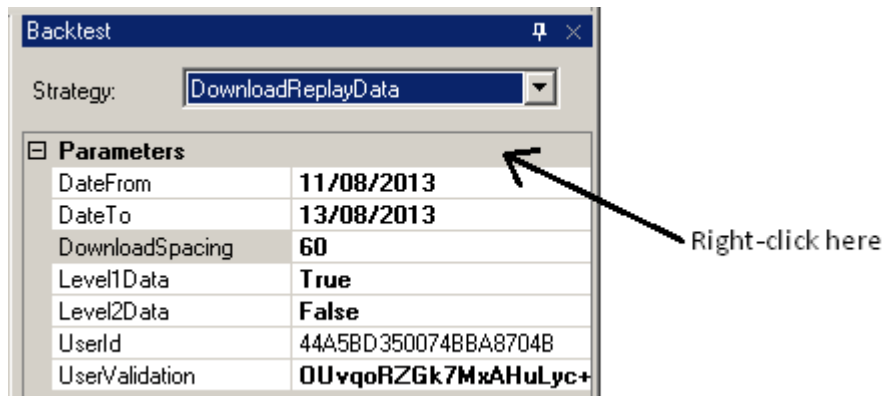 Backtest
Strategy: DownloadReplayData
Parameters
DateFrom 11/08/2013
DateTo 13/08/2013
DownloadSpacing 60
Level1Data True
Level2Data False
UserId 44A5BD350074BBA8704B
UserValidation OUvqoRZGk7MxAHuLyc+
Right-click here